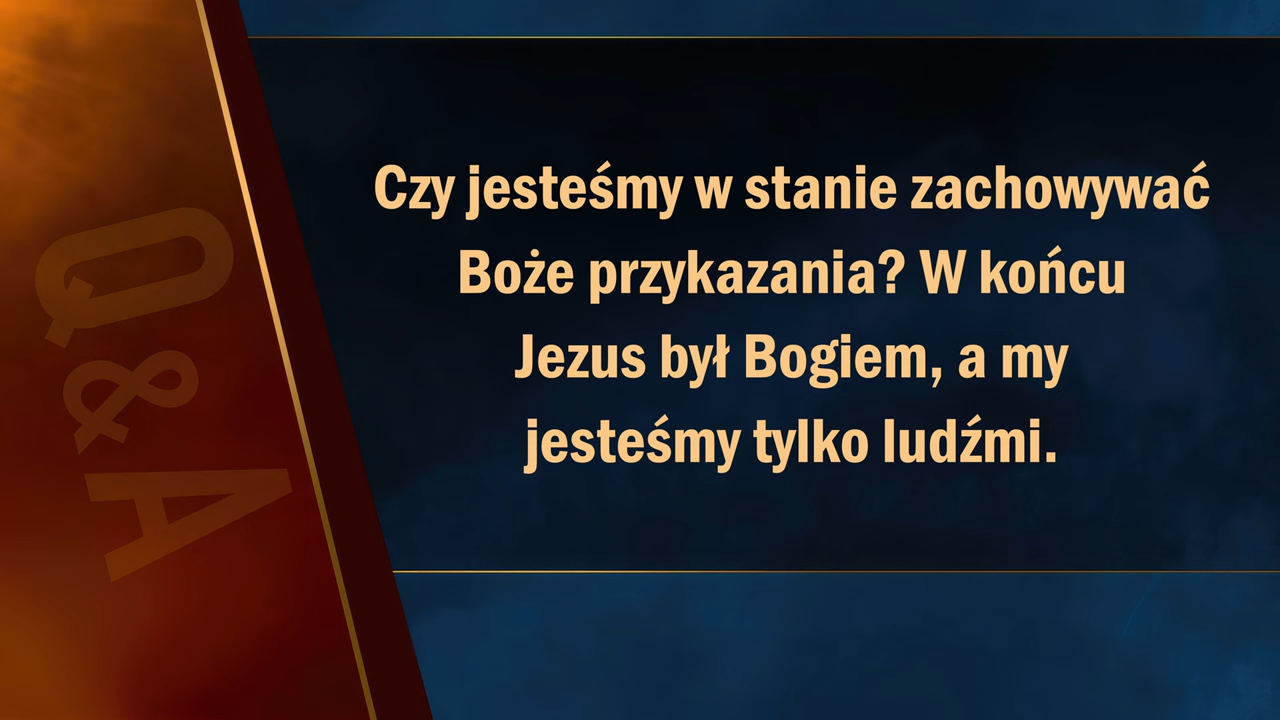 Q&A
Czy jesteśmy w stanie zachowywać
Boże przykazania? W końcu
Jezus był Bogiem, a my
jesteśmy tylko ludźmi.